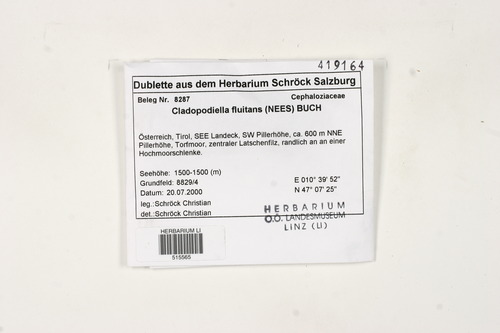 419164
Dublette aus dem Herbarium Schröck Salzburg
Beleg Nr. 8287 Cephaloziaceae
Cladopodiella fluitans (NEES) BUCH
Österreich, Tirol, SEE Landeck, SW Pillerhöhe, ca. 600 m NNE
Pillerhöhe, Torfmoor, zentraler Latschenfilz, randlich an an einer
Hochmoorschlenke.
Seehöhe: 1500-1500 (m)
Grundfeld: 8829/4 E 010° 39' 52"
Datum: 20.07.2000 N 47° 07' 25"
leg.:Schröck Christian
det.:Schröck Christian
HERBARIUM
O.Ö. LANDESMUSEUM
LINZ (LI)
HERBARIUM LI
515565